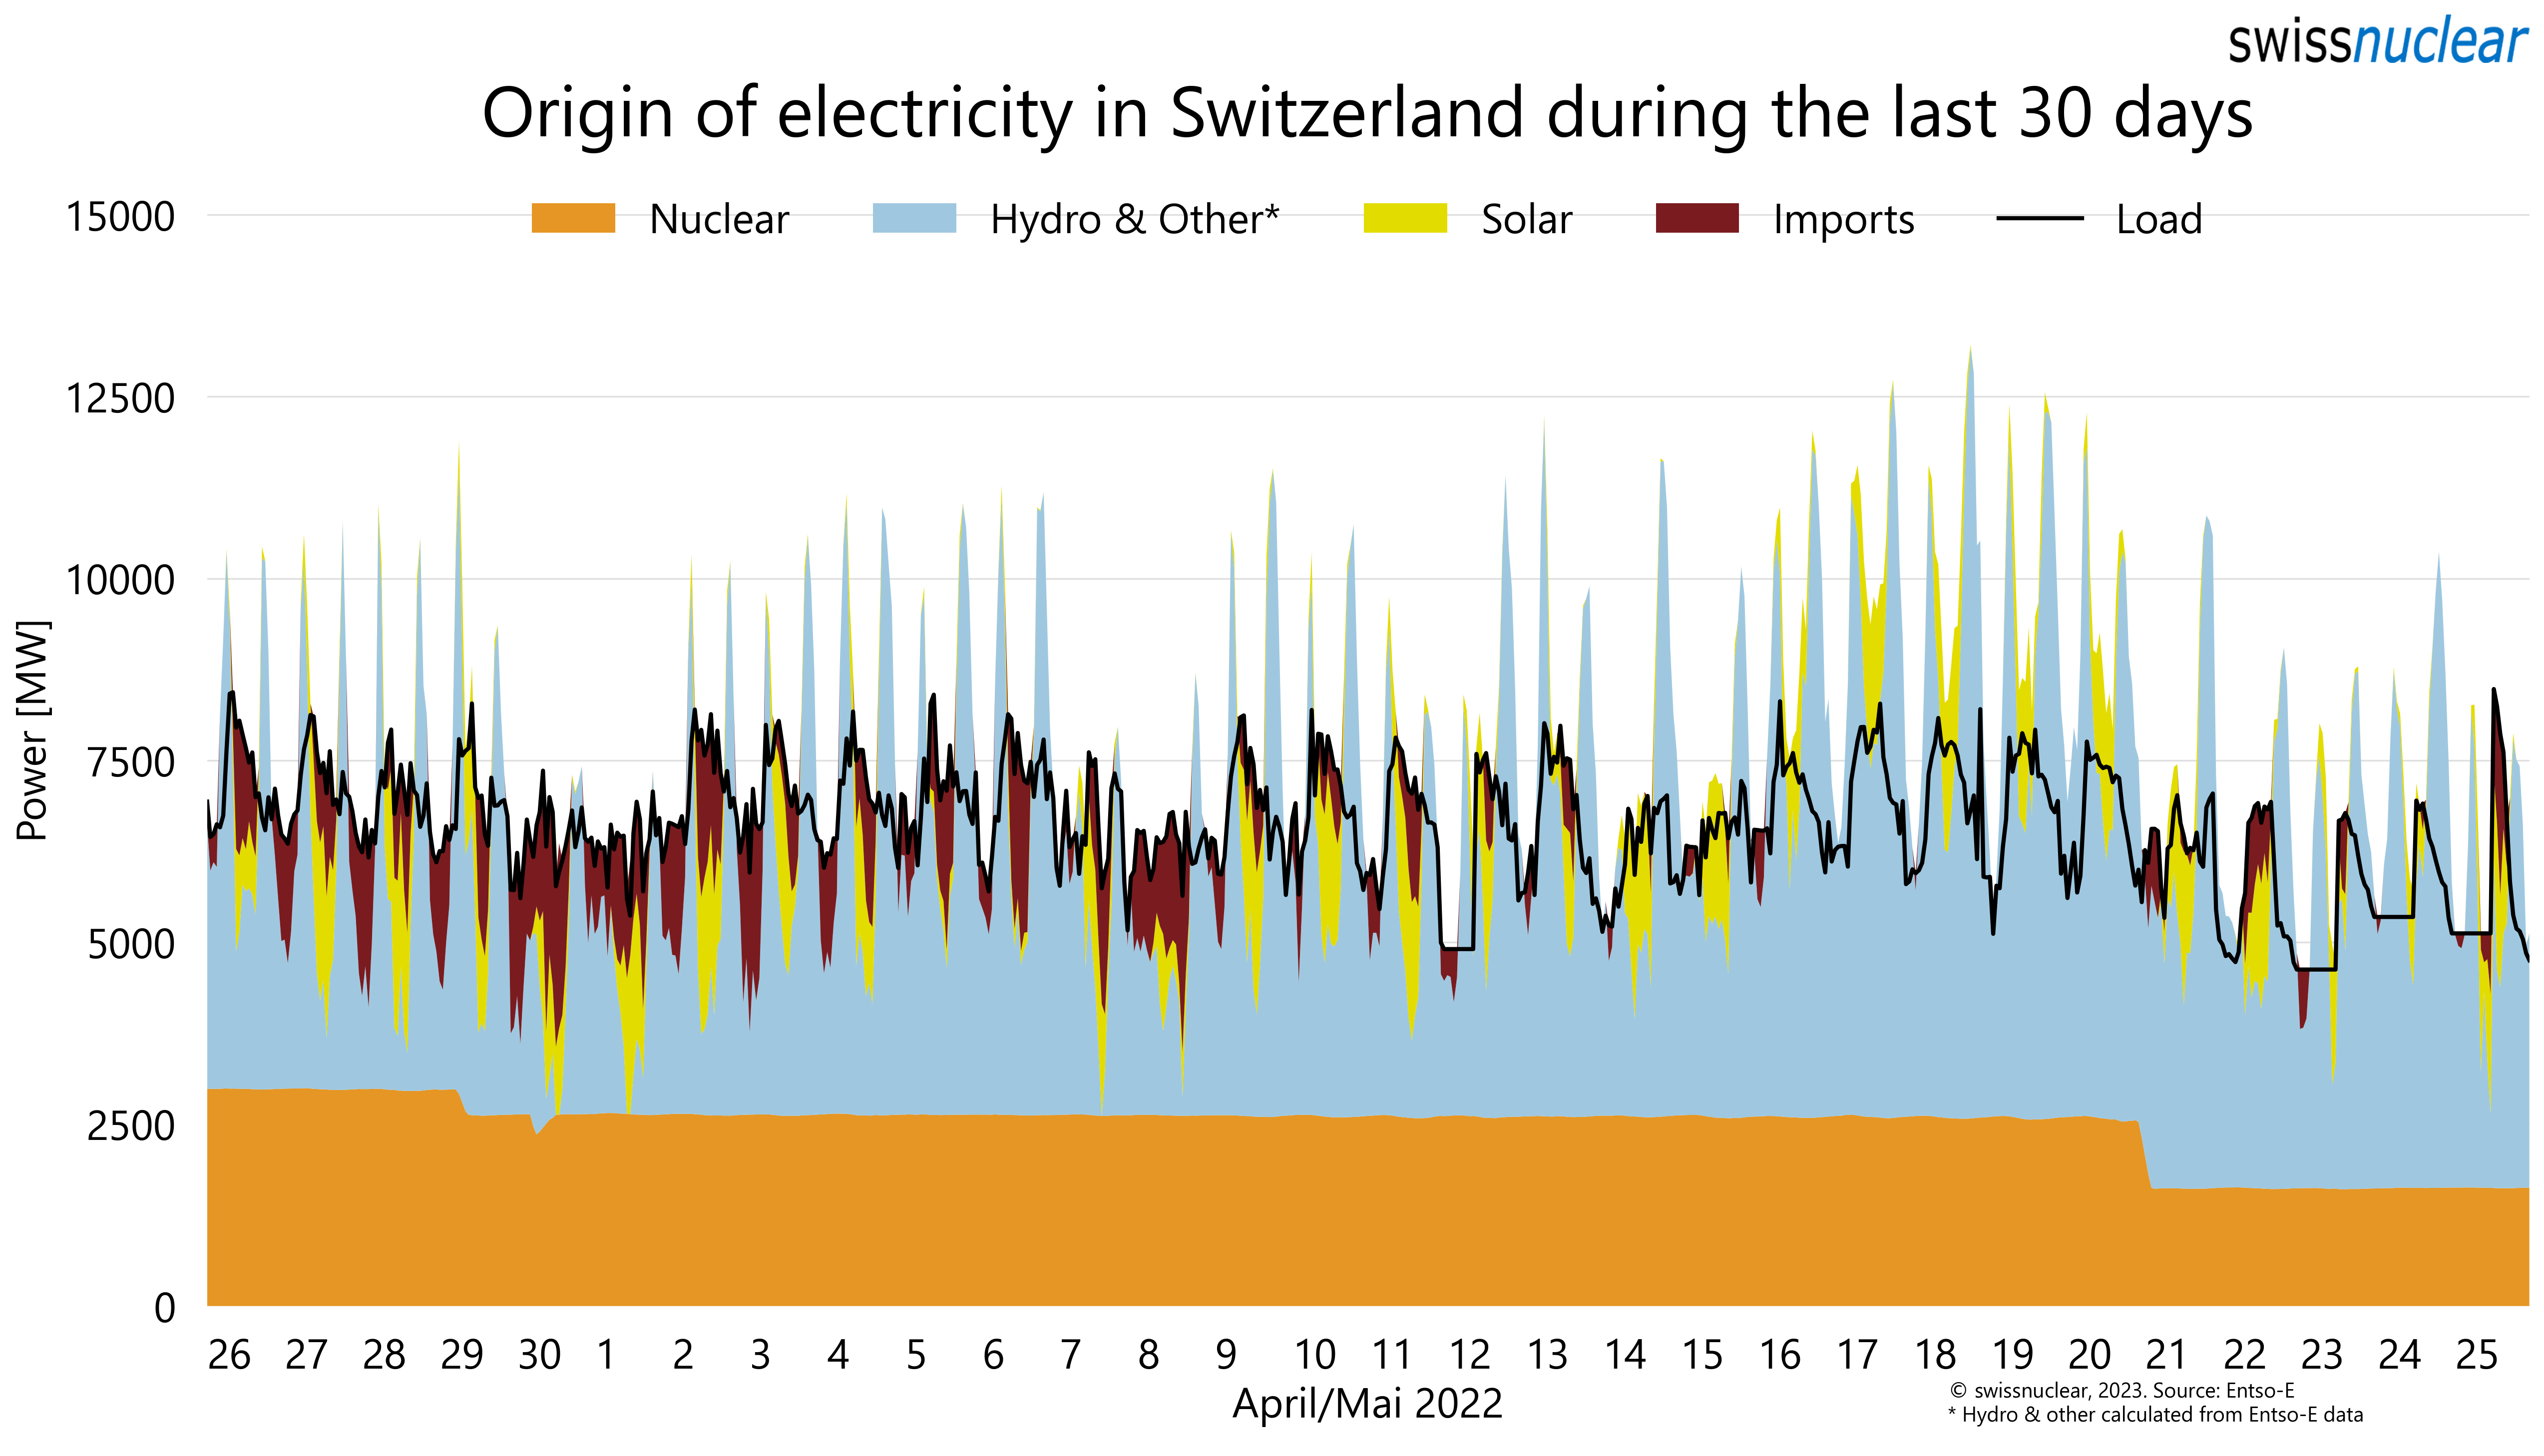 swissnuclear
Origin of electricity in Switzerland during the last 30 days
Nuclear Hydro & Other* Solar Imports Load
15000
12500
10000
7500
5000
2500
0
Power [MW]
26 27 28 29 30 1 2 3 4 5 6 7 8 9 10 11 12 13 14 15 16 17 18 19 20 21 22 23 24 25
April/Mai 2022
© swissnuclear, 2023. Source: Entso-E
* Hydro & other calculated from Entso-E data